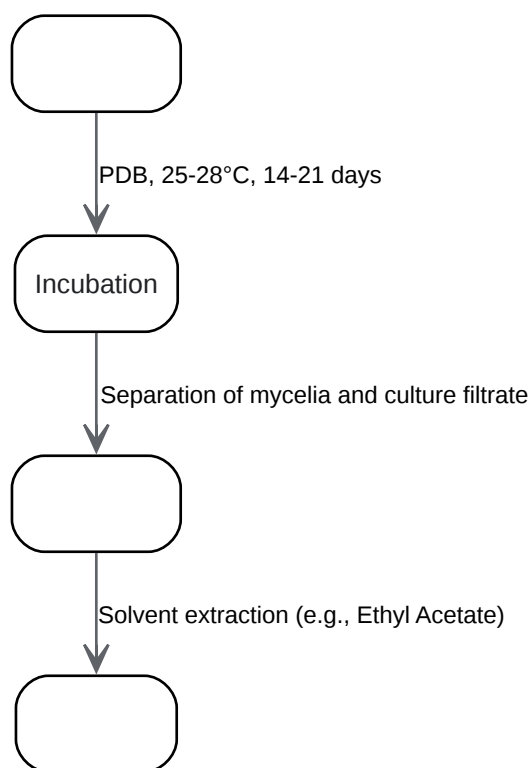 PDB, 25-28°C, 14-21 days
Incubation
Separation of mycelia and culture filtrate
Solvent extraction (e.g., Ethyl Acetate)